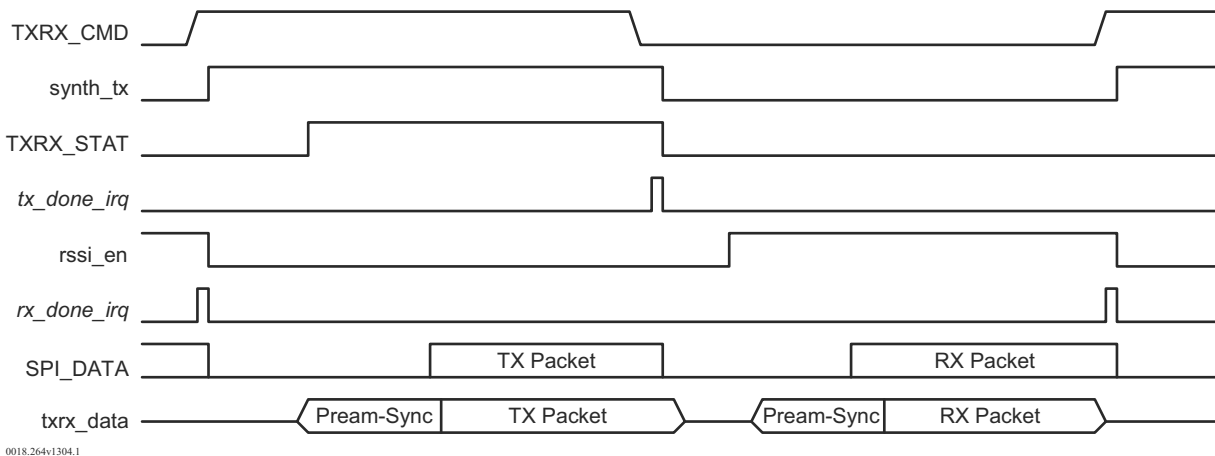 TXRX_CMD
synth_tx
TXRX_STAT
tx_done_irq
rssi_en
rx_done_irq
SPI_DATA TX Packet RX Packet
txrx_data Pream-Sync TX Packet Pream-Sync RX Packet
0018.264v1304.1